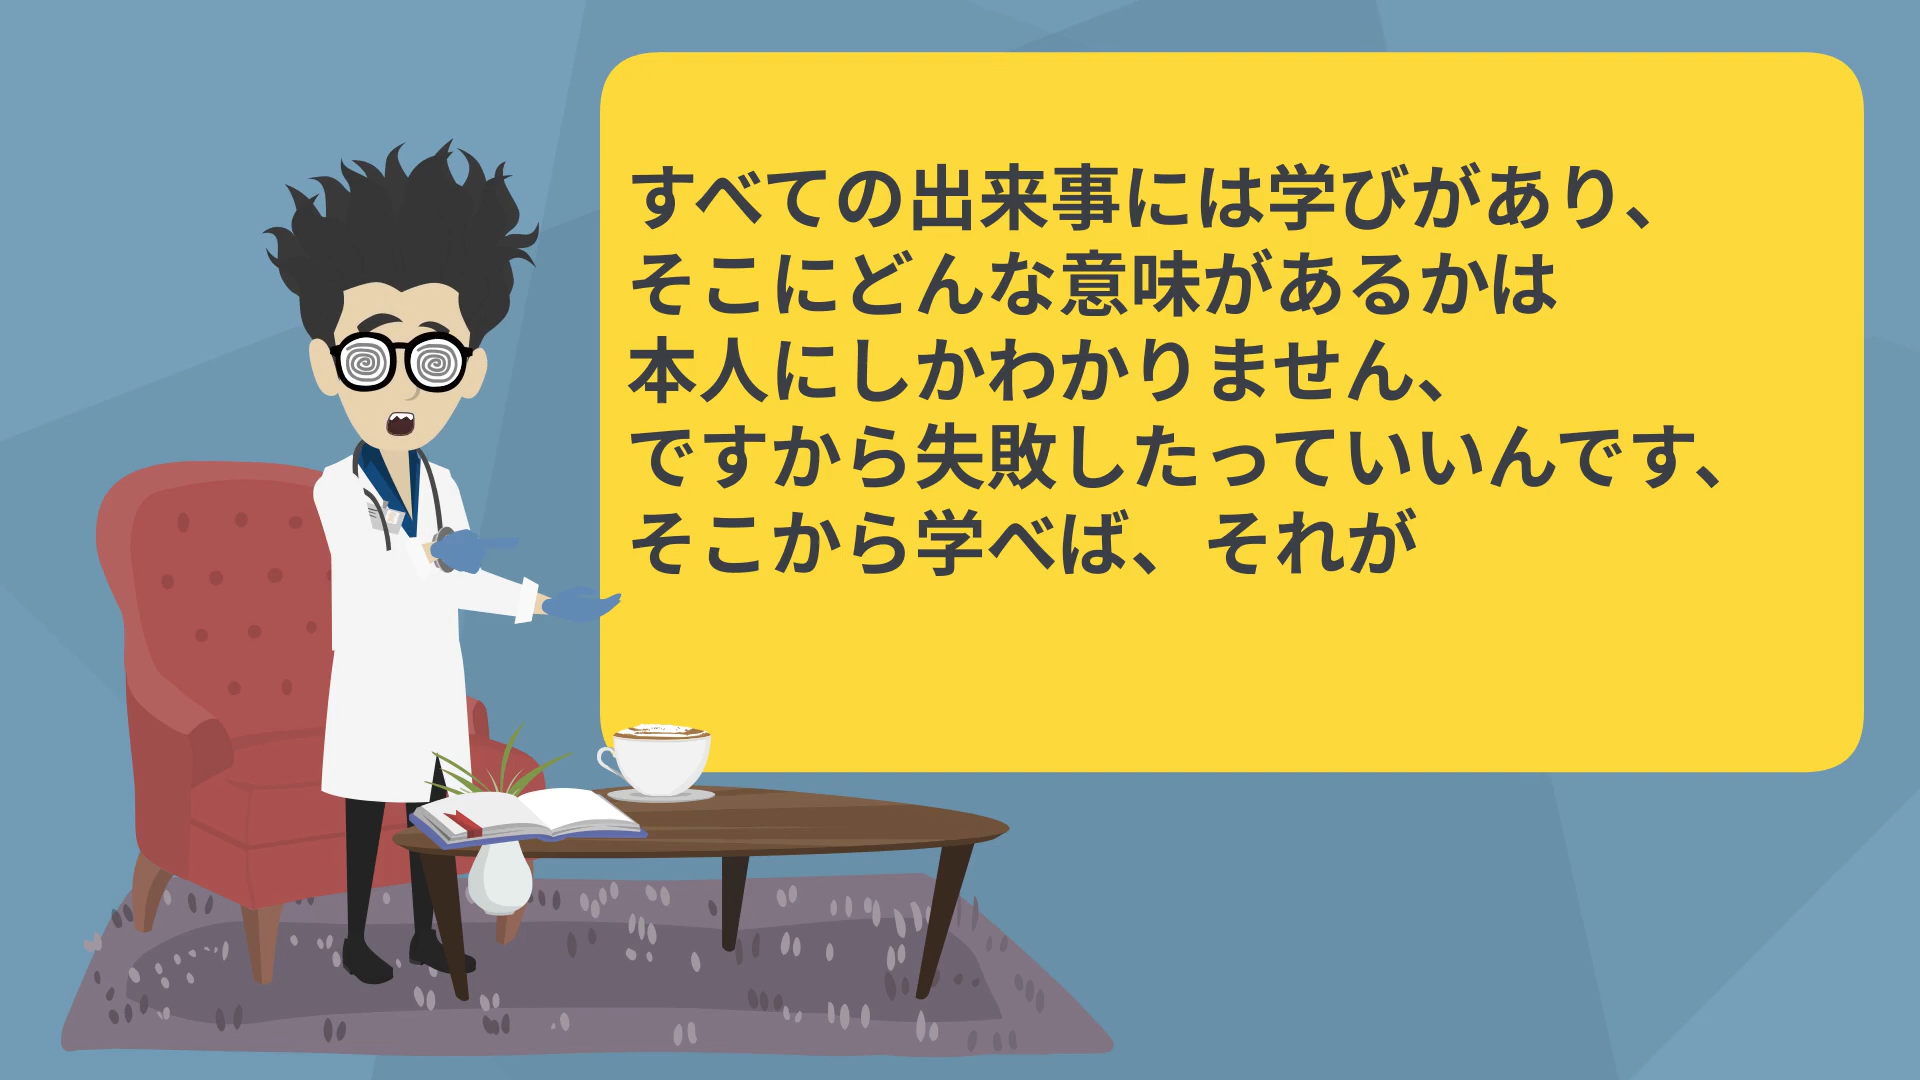 すべての出来事には学びがあり、
そこにどんな意味があるかは
本人にしかわかりません、
ですから失敗したっていいんです、
そこから学べば、それが